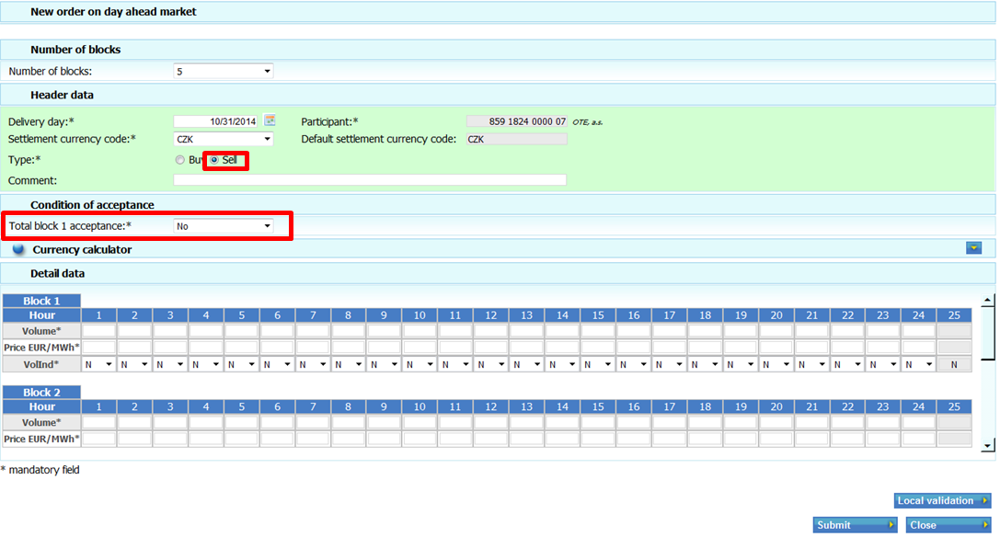 New order on day ahead market
Number of blocks
Number of blocks: 5
Header data
Delivery day:* 10/31/2014 Participant:* 859 1824 0000 07 OTE, a.s.
Settlement currency code:* CZK Default settlement currency code: CZK
Type:* Buy Sell
Comment:
Condition of acceptance
Total block 1 acceptance:* No
Currency calculator
Detail data
Block 1
Hour 1 2 3 4 5 6 7 8 9 10 11 12 13 14 15 16 17 18 19 20 21 22 23 24 25
Volume*
Price EUR/MWh*
VolInd* N N N N N N N N N N N N N N N N N N N N N N N N N
Block 2
Hour 1 2 3 4 5 6 7 8 9 10 11 12 13 14 15 16 17 18 19 20 21 22 23 24 25
Volume*
Price EUR/MWh*
* mandatory field
Local validation
Submit Close